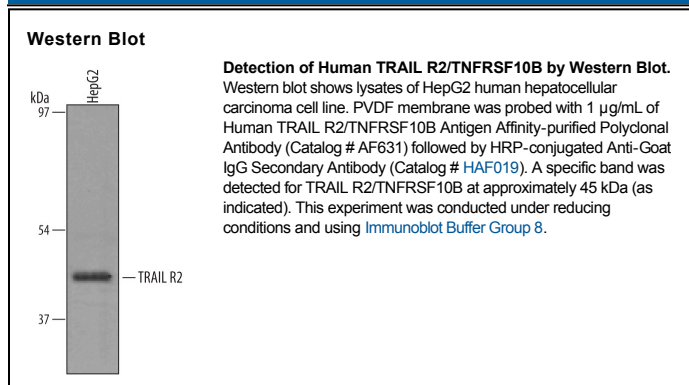 Western Blot
kDa
HepG2
97
54
TRAIL R2
37
Detection of Human TRAIL R2/TNFRSF10B by Western Blot.
Western blot shows lysates of HepG2 human hepatocellular
carcinoma cell line. PVDF membrane was probed with 1 µg/mL of
Human TRAIL R2/TNFRSF10B Antigen Affinity-purified Polyclonal
Antibody (Catalog # AF631) followed by HRP-conjugated Anti-Goat
IgG Secondary Antibody (Catalog # HAF019). A specific band was
detected for TRAIL R2/TNFRSF10B at approximately 45 kDa (as
indicated). This experiment was conducted under reducing
conditions and using Immunoblot Buffer Group 8.